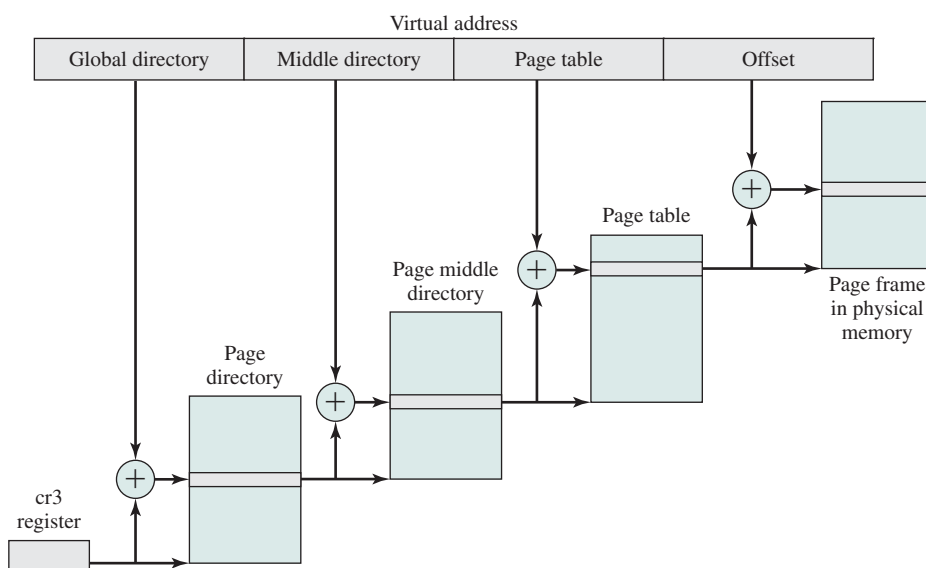 Virtual address
Global directory
Middle directory
Page table
Offset
+
Page table
+
Page middle
directory
Page frame
in physical
memory
Page
directory
+
+
cr3
register